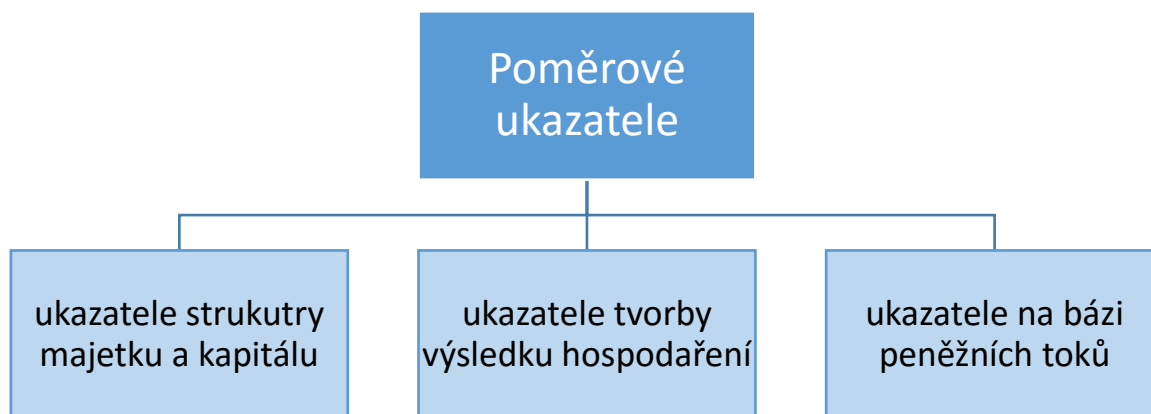 Poměrové
ukazatele
ukazatele strukutry
majetku a kapitálu
ukazatele tvorby
výsledku hospodaření
ukazatele na bázi
peněžních toků